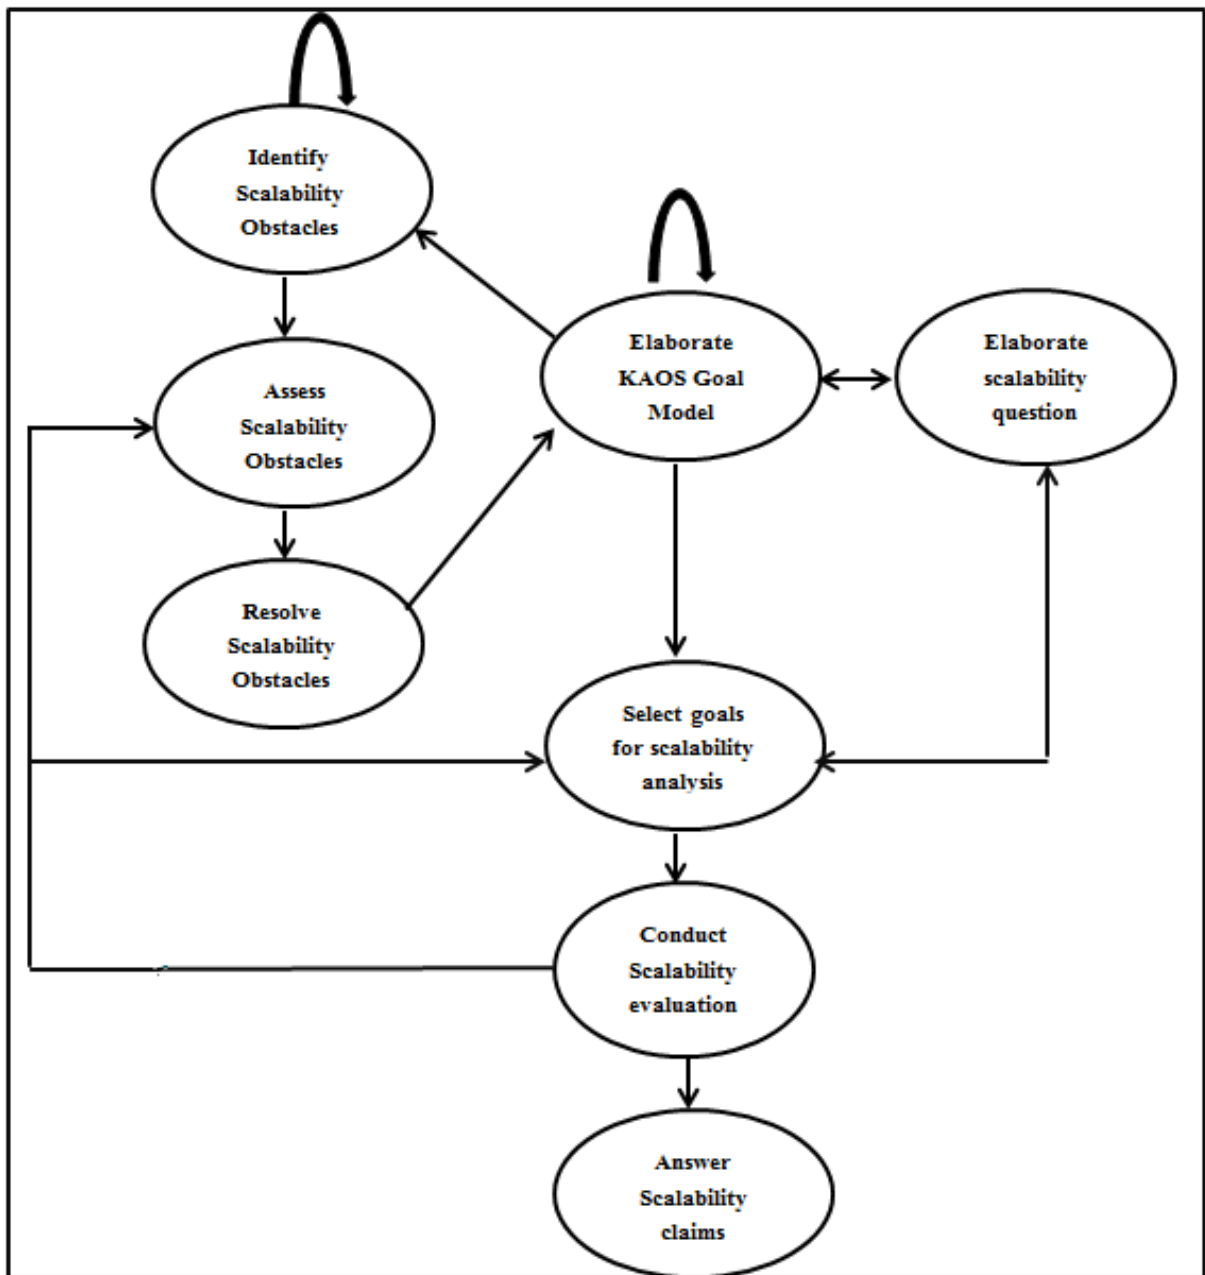 Identify
Scalability
Obstacles
Elaborate
KAOS Goal
Model
Elaborate
scalability
question
Assess
Scalability
Obstacles
Resolve
Scalability
Obstacles
Select goals
for scalability
analysis
Conduct
Scalability
evaluation
Answer
Scalability
claims